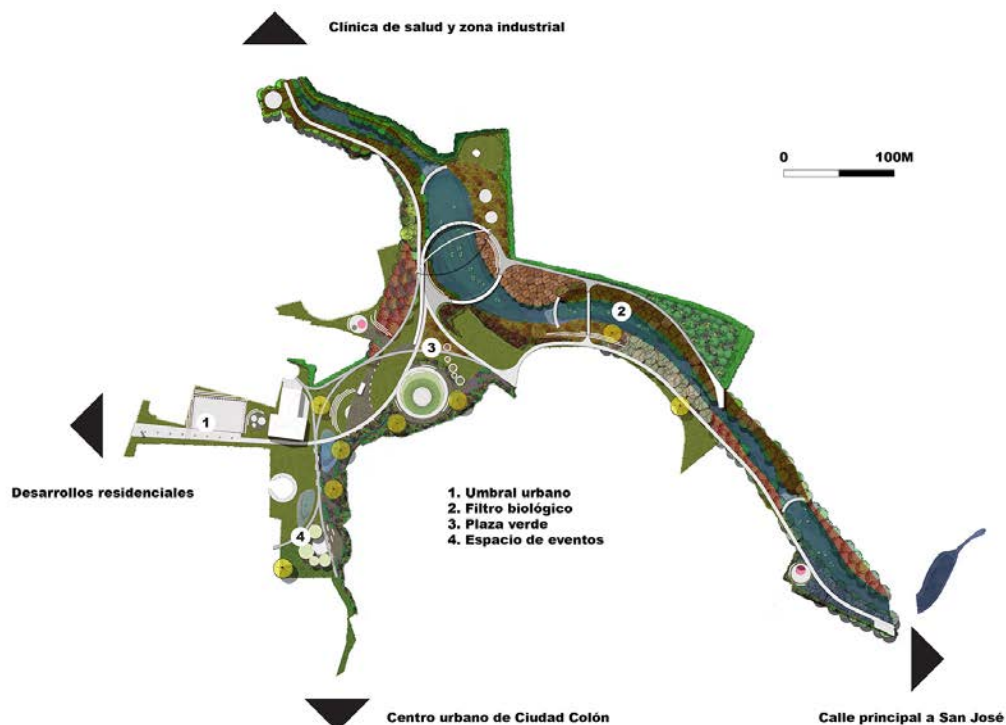 Clínica de salud y zona industrial
0 100M
2
3
1
Desarrollos residenciales
1. Umbral urbano
2. Filtro biológico
3. Plaza verde
4. Espacio de eventos
4
Centro urbano de Ciudad Colón
Calle principal a San José